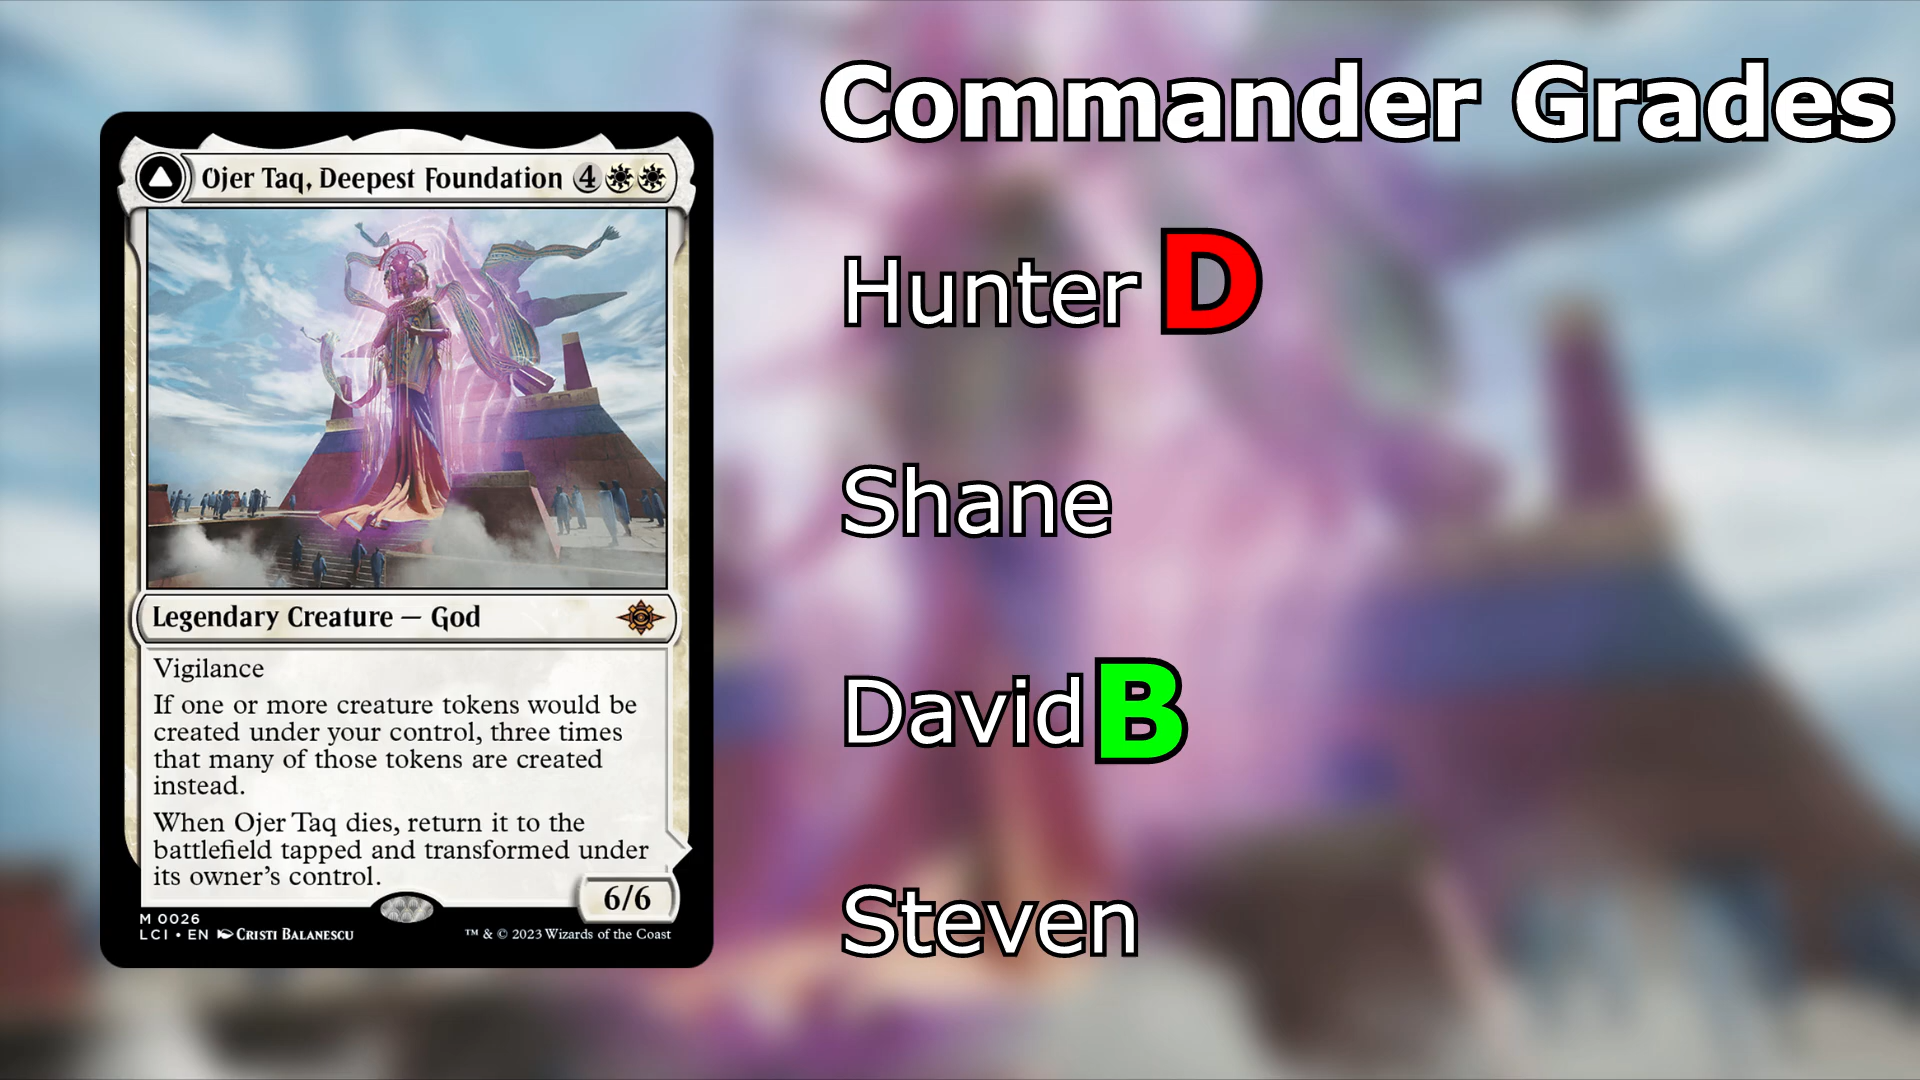 Commander Grades
Ojer Taq, Deepest Foundation 4
Legendary Creature — God
Vigilance
If one or more creature tokens would be
created under your control, three times
that many of those tokens are created
instead.
When Ojer Taq dies, return it to the
battlefield tapped and transformed under
its owner's control.
6/6
M 0026
LCI • EN CRISTI BALANESCU
™ & © 2023 Wizards of the Coast
Hunter D
Shane
David B
Steven